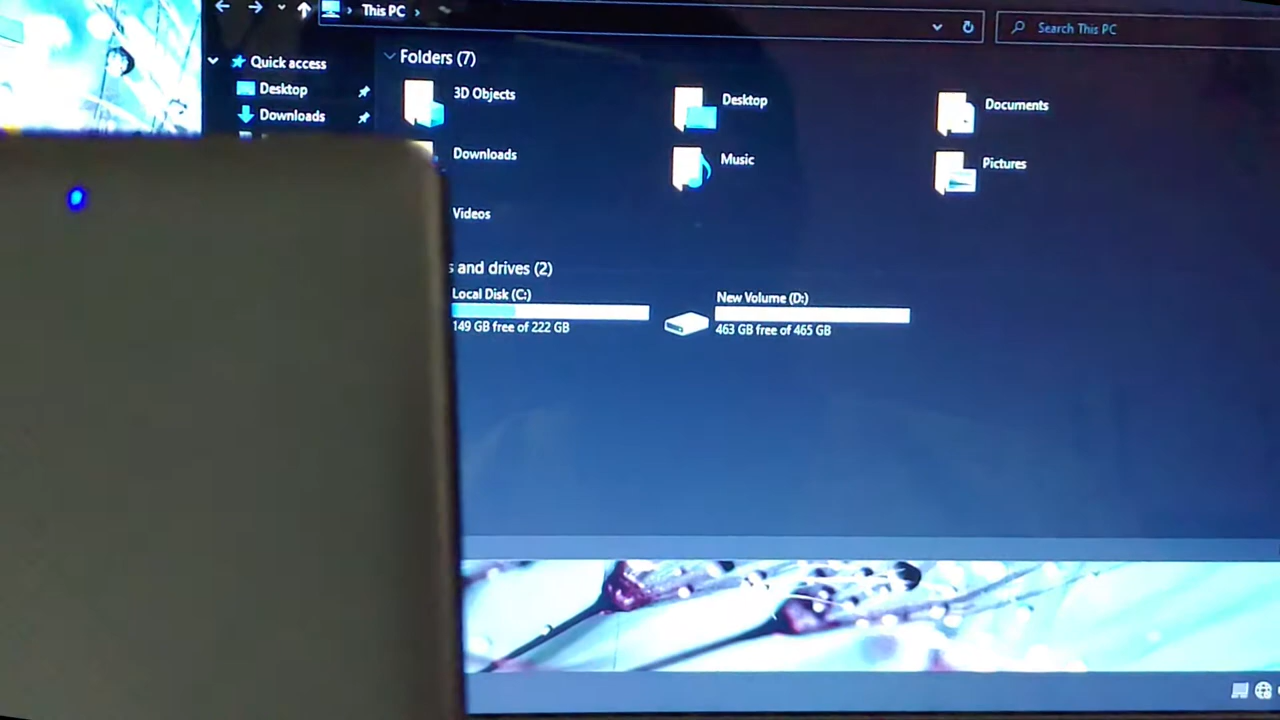 This PC
Search This PC
Quick access
Desktop
Downloads
Folders (7)
3D Objects
Desktop
Documents
Downloads
Music
Pictures
Videos
s and drives (2)
Local Disk (C:)
149 GB free of 222 GB
New Volume (D:)
463 GB free of 465 GB